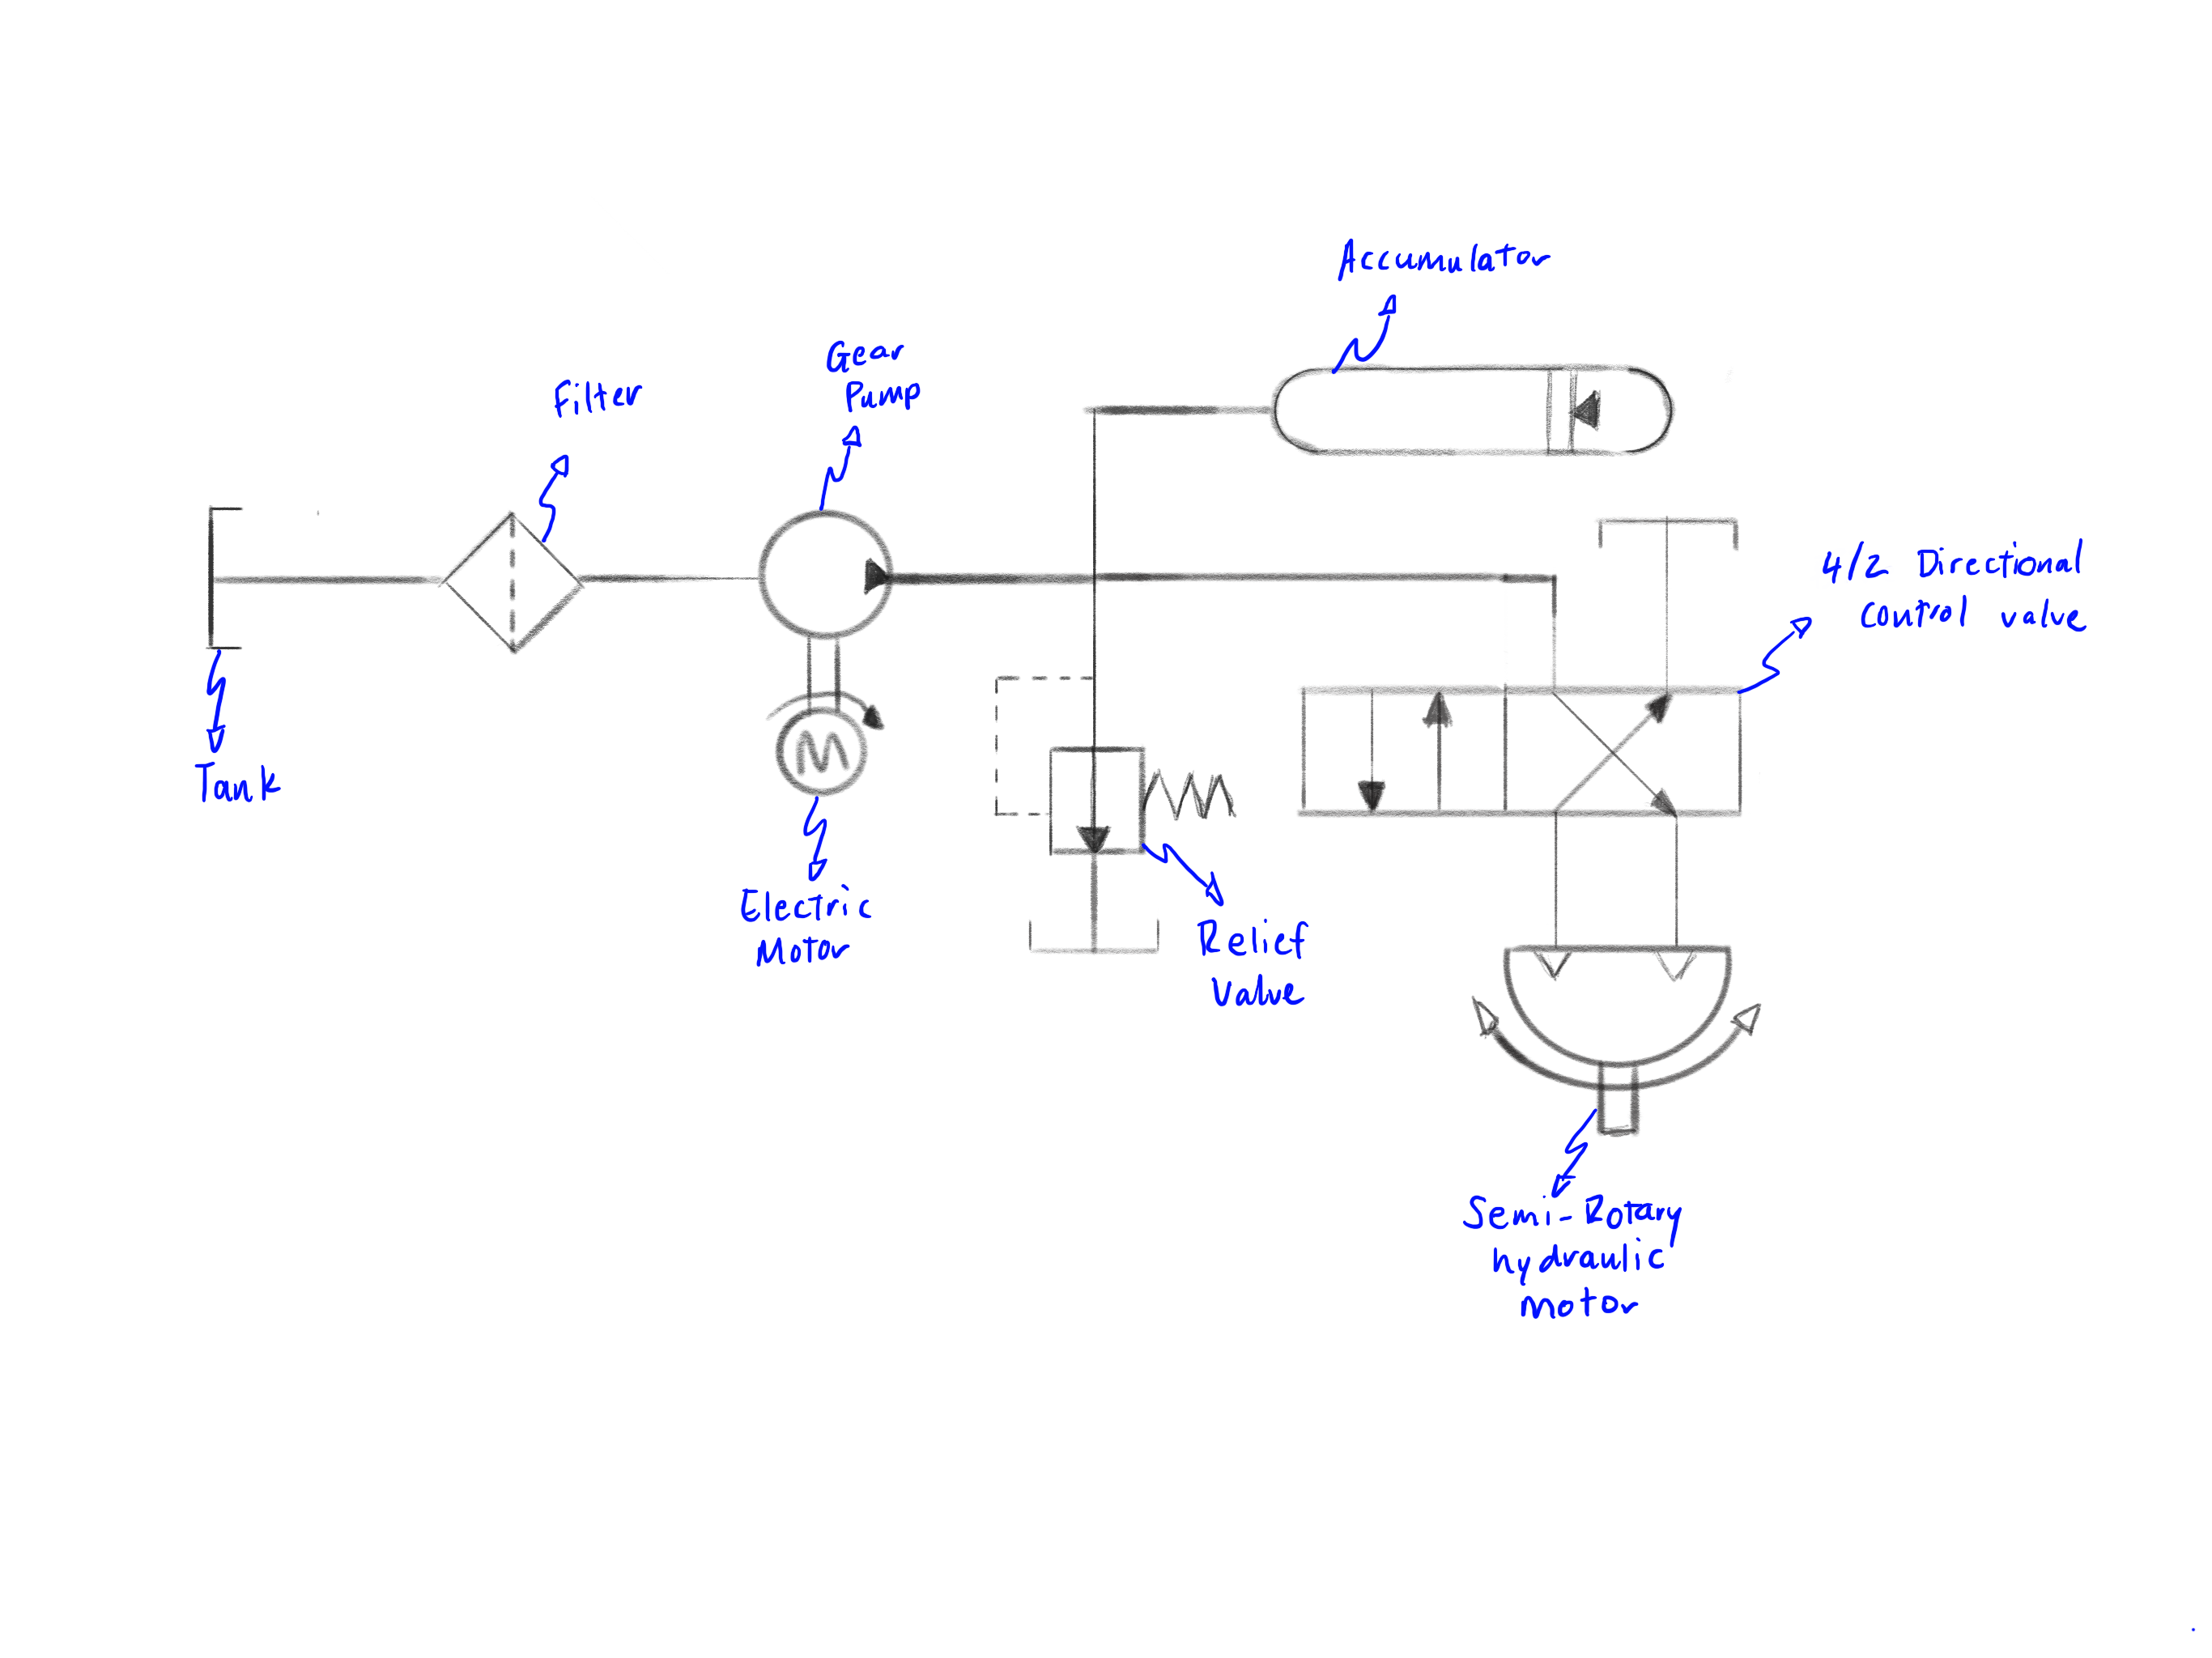 Accumulator
Gear
Pump
Filter
4/2 Directional
control valve
Tank
M
Electric
Motor
Relief
Valve
Semi-Rotary
hydraulic
motor